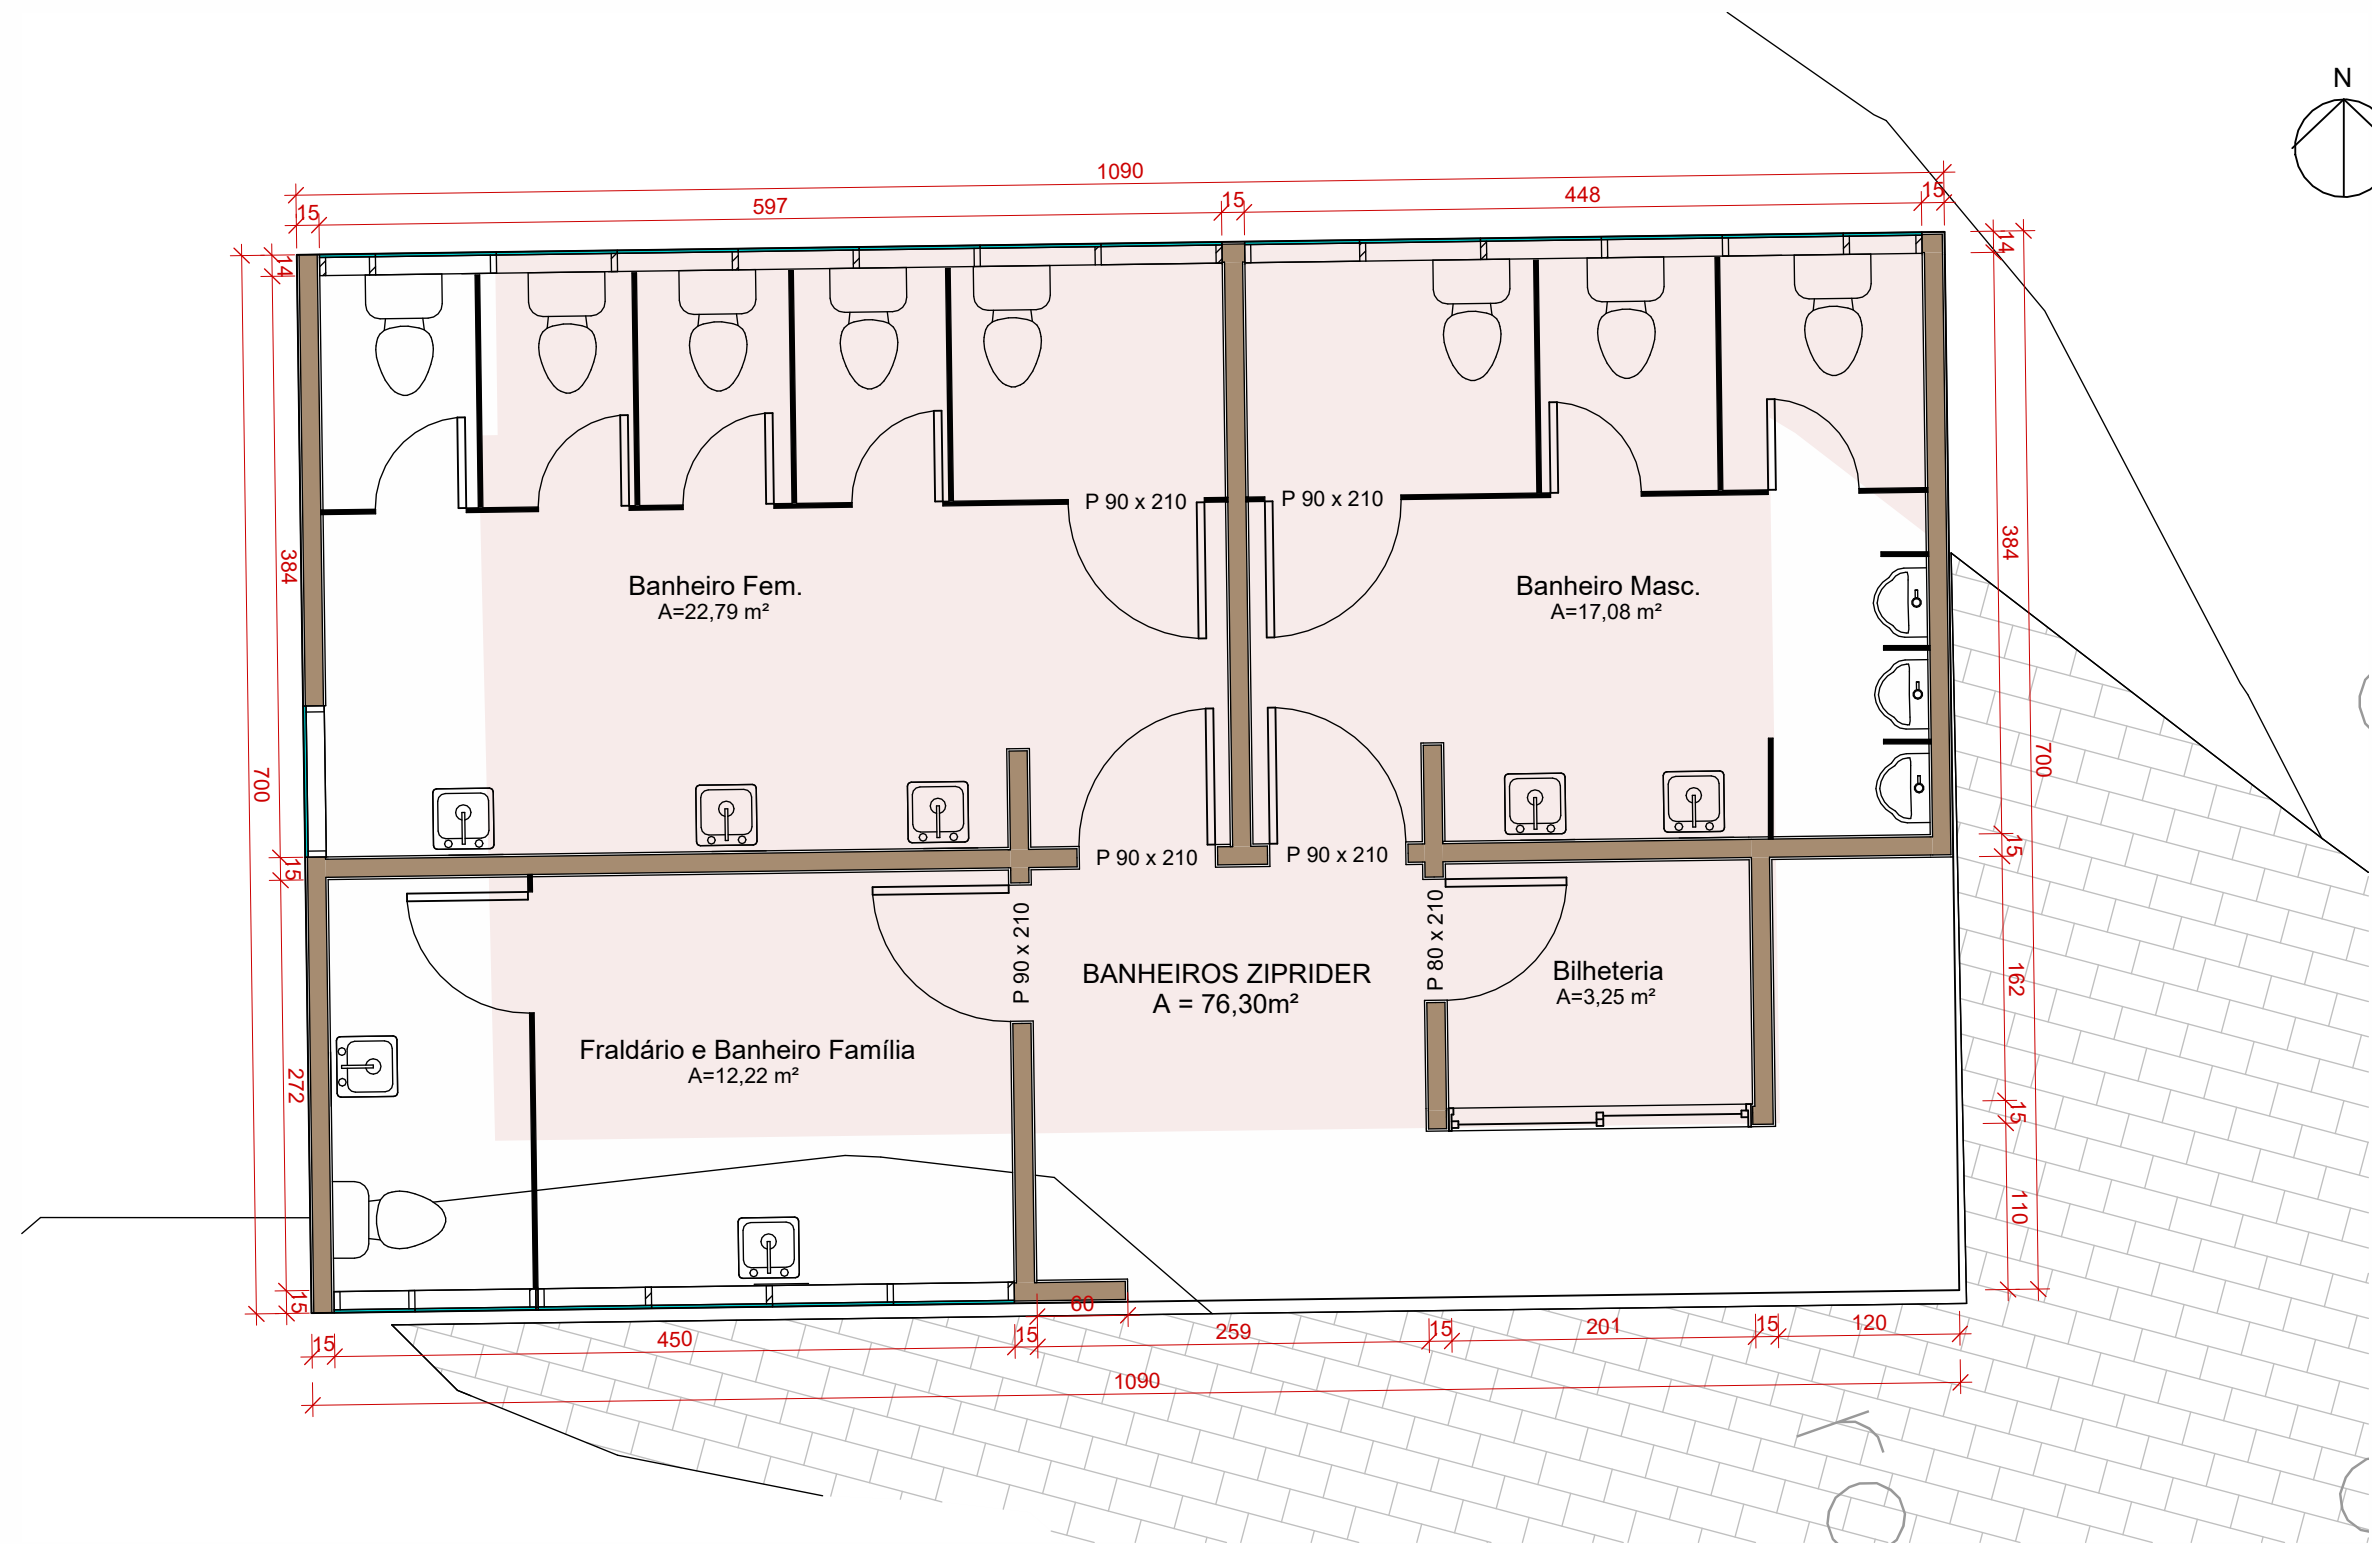 N
1090
15
597
15
448
15
14
14
P 90 x 210
P 90 x 210
384
384
Banheiro Fem.
A=22,79 m²
Banheiro Masc.
A=17,08 m²
700
700
P 90 x 210
P 90 x 210
15
15
P 90 x 210
P 80 x 210
BANHEIROS ZIPRIDER
A = 76,30m²
Bilheteria
A=3,25 m²
162
Fraldário e Banheiro Família
A=12,22 m²
272
15
110
15
60
15
450
15
259
15
201
15
120
1090